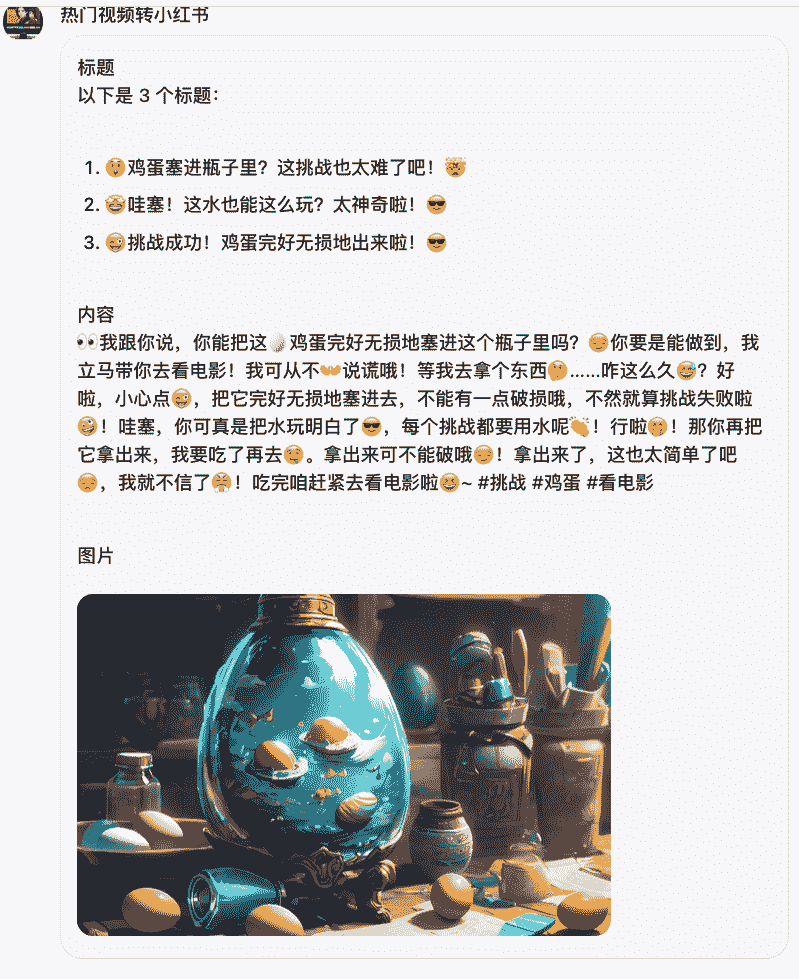 热门视频转小红书
标题
以下是 3 个标题：
1. 😲鸡蛋塞进瓶子里？这挑战也太难了吧！🤯
2. 🤩哇塞！这水也能这么玩？太神奇啦！😎
3. 😜挑战成功！鸡蛋完好无损地出来啦！😎
内容
👀我跟你说，你能把这🥚鸡蛋完好无损地塞进这个瓶子里吗？😏你要是能做到，我
立马带你去看电影！我可从不👐说谎哦！等我去拿个东西🤔……咋这么久😅？好
啦，小心点😜，把它完好无损地塞进去，不能有一点破损哦，不然就算挑战失败啦
🤪！哇塞，你可真是把水玩明白了😎，每个挑战都要用水呢👏！行啦🤭！那你再把
它拿出来，我要吃了再去🤤。拿出来可不能破哦😏！拿出来了，这也太简单了吧
😒，我就不信了😤！吃完咱赶紧去看电影啦😆~ #挑战 #鸡蛋 #看电影
图片